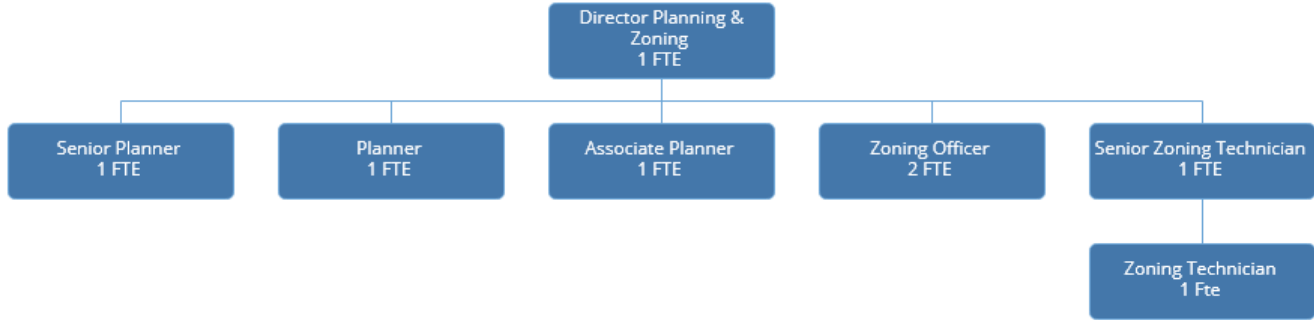 Director Planning &
Zoning
1 FTE
Senior Planner
1 FTE
Planner
1 FTE
Associate Planner
1 FTE
Zoning Officer
2 FTE
Senior Zoning Technician
1 FTE
Zoning Technician
1 Fte